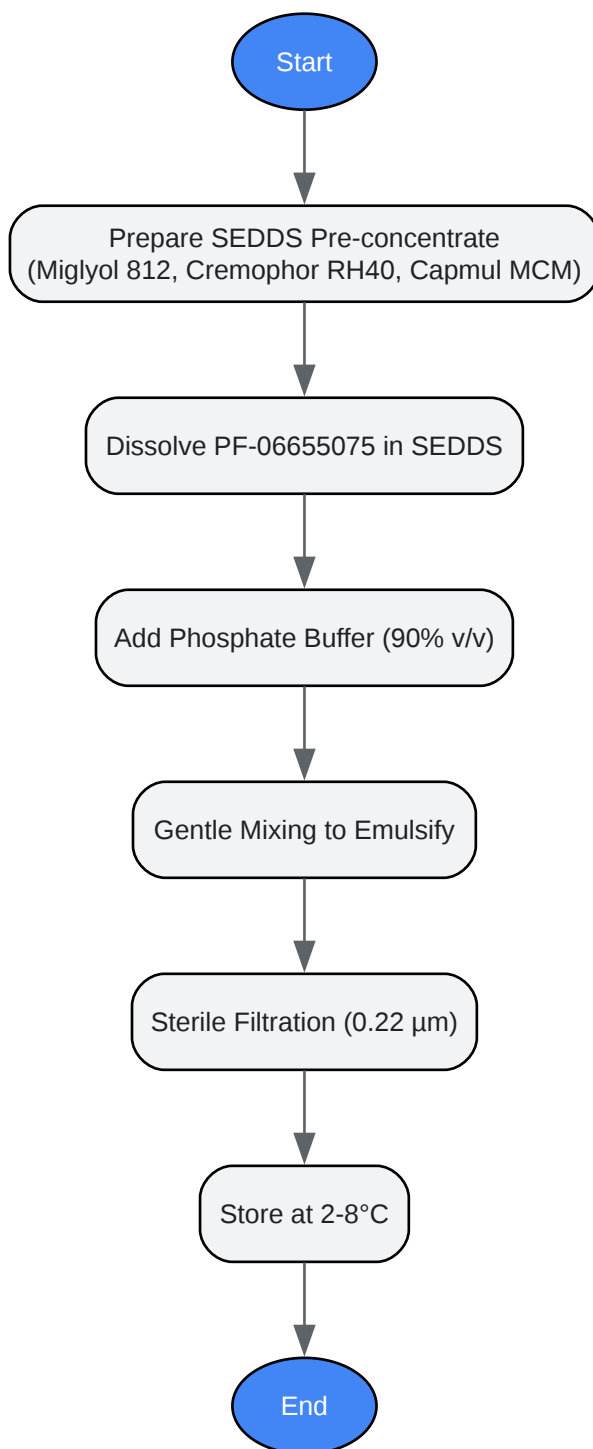 Start
Prepare SEDDS Pre-concentrate
(Miglyol 812, Cremophor RH40, Capmul MCM)
Dissolve PF-06655075 in SEDDS
Add Phosphate Buffer (90% v/v)
Gentle Mixing to Emulsify
Sterile Filtration (0.22 µm)
Store at 2-8°C
End